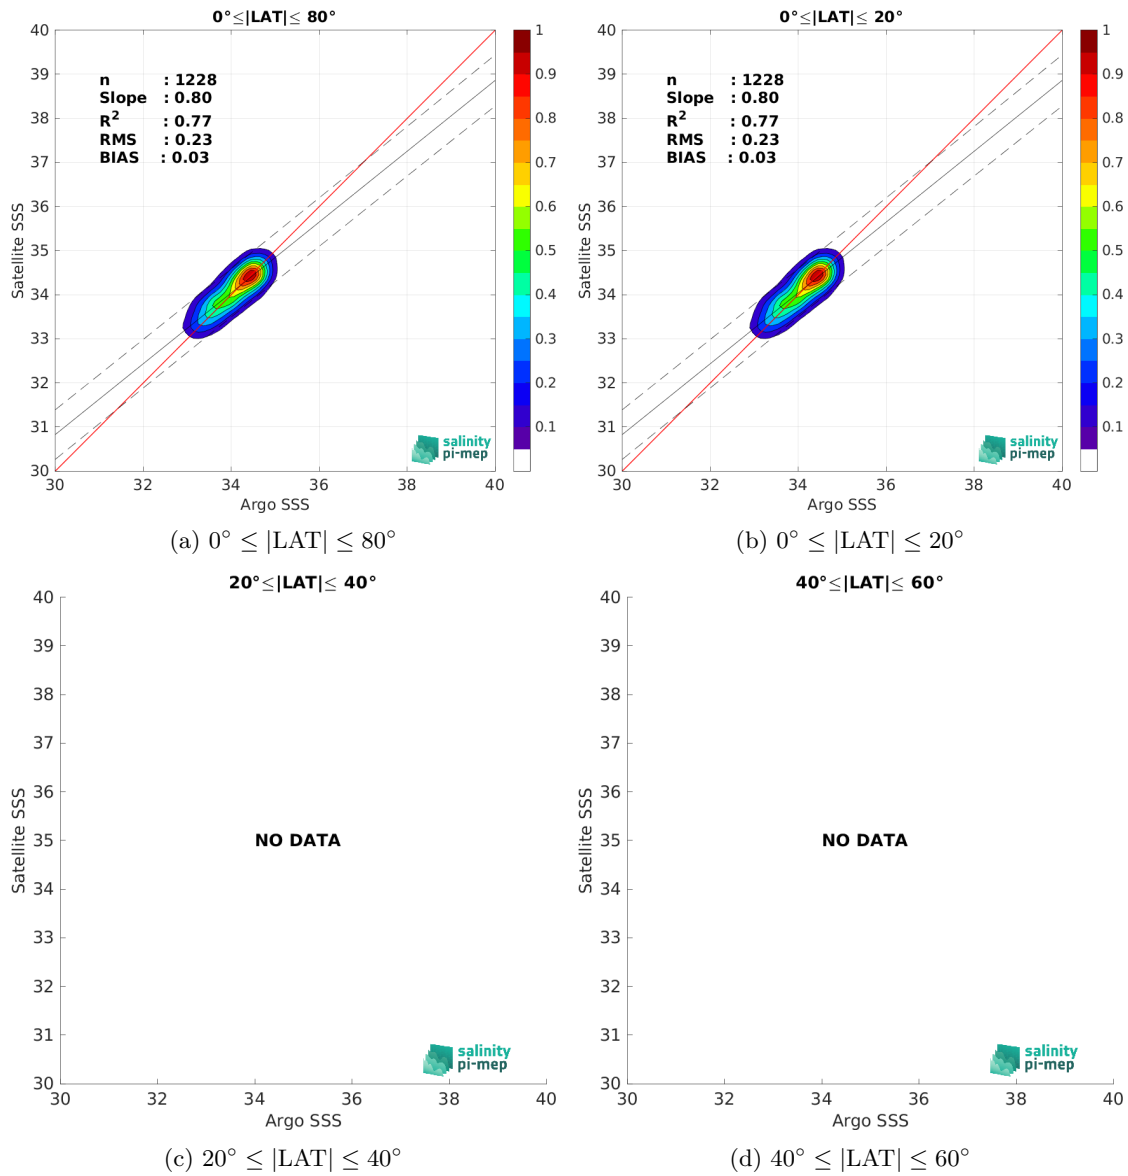 0°≤|LAT|≤ 80°
40
39
38
37
36
35
34
33
32
31
30
Satellite SSS
n : 1228
Slope : 0.80
R² : 0.77
RMS : 0.23
BIAS : 0.03
1
0.9
0.8
0.7
0.6
0.5
0.4
0.3
0.2
0.1
salinity
pi-mep
30 32 34 36 38 40
Argo SSS
(a) 0° ≤ |LAT| ≤ 80°
0°≤|LAT|≤ 20°
40
39
38
37
36
35
34
33
32
31
30
Satellite SSS
n : 1228
Slope : 0.80
R² : 0.77
RMS : 0.23
BIAS : 0.03
1
0.9
0.8
0.7
0.6
0.5
0.4
0.3
0.2
0.1
salinity
pi-mep
30 32 34 36 38 40
Argo SSS
(b) 0° ≤ |LAT| ≤ 20°
20°≤|LAT|≤ 40°
40
39
38
37
36
35
34
33
32
31
30
Satellite SSS
NO DATA
salinity
pi-mep
30 32 34 36 38 40
Argo SSS
(c) 20° ≤ |LAT| ≤ 40°
40°≤|LAT|≤ 60°
40
39
38
37
36
35
34
33
32
31
30
Satellite SSS
NO DATA
salinity
pi-mep
30 32 34 36 38 40
Argo SSS
(d) 40° ≤ |LAT| ≤ 60°